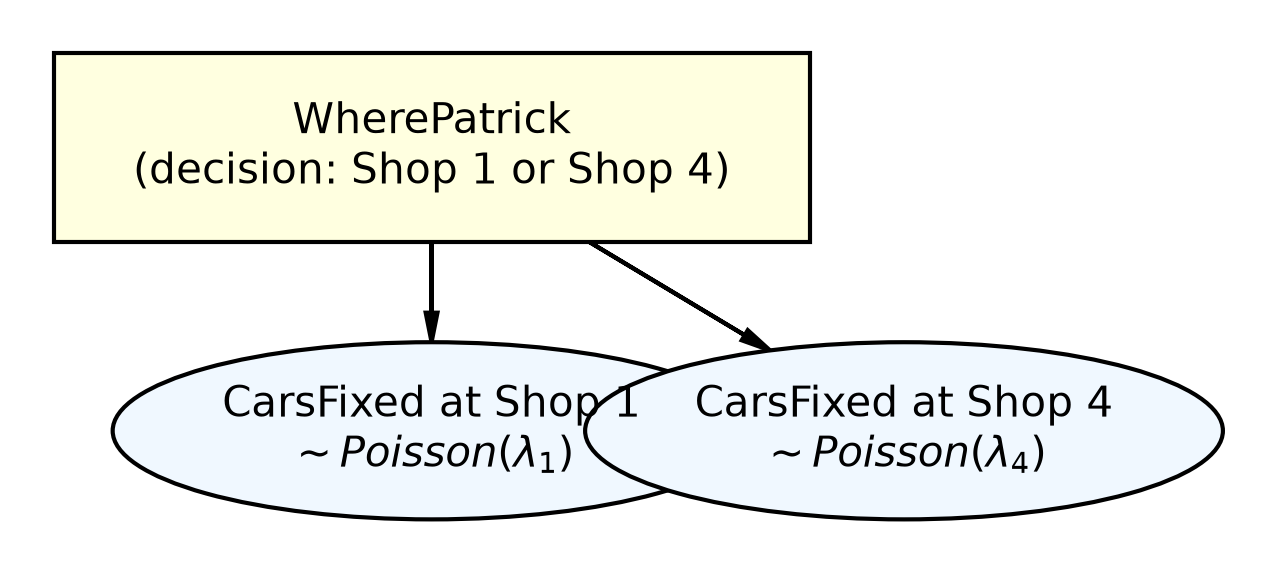 WherePatrick
(decision: Shop 1 or Shop 4)
CarsFixed at Shop 1
~ Poisson(λ₁)
CarsFixed at Shop 4
~ Poisson(λ₄)